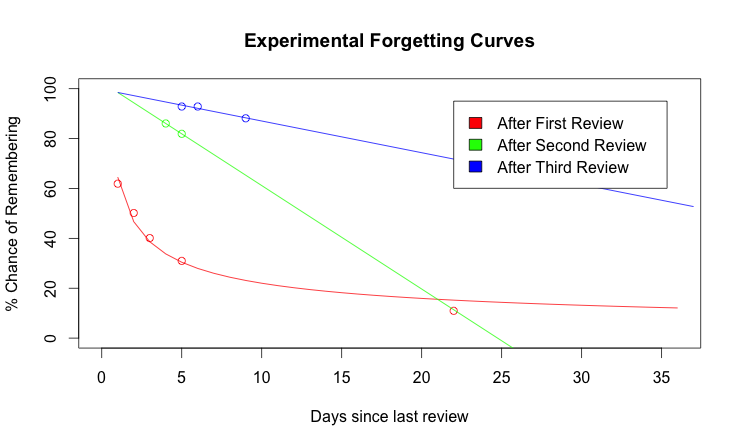 Experimental Forgetting Curves
% Chance of Remembering
100
80
60
40
20
0
After First Review
After Second Review
After Third Review
0 5 10 15 20 25 30 35
Days since last review